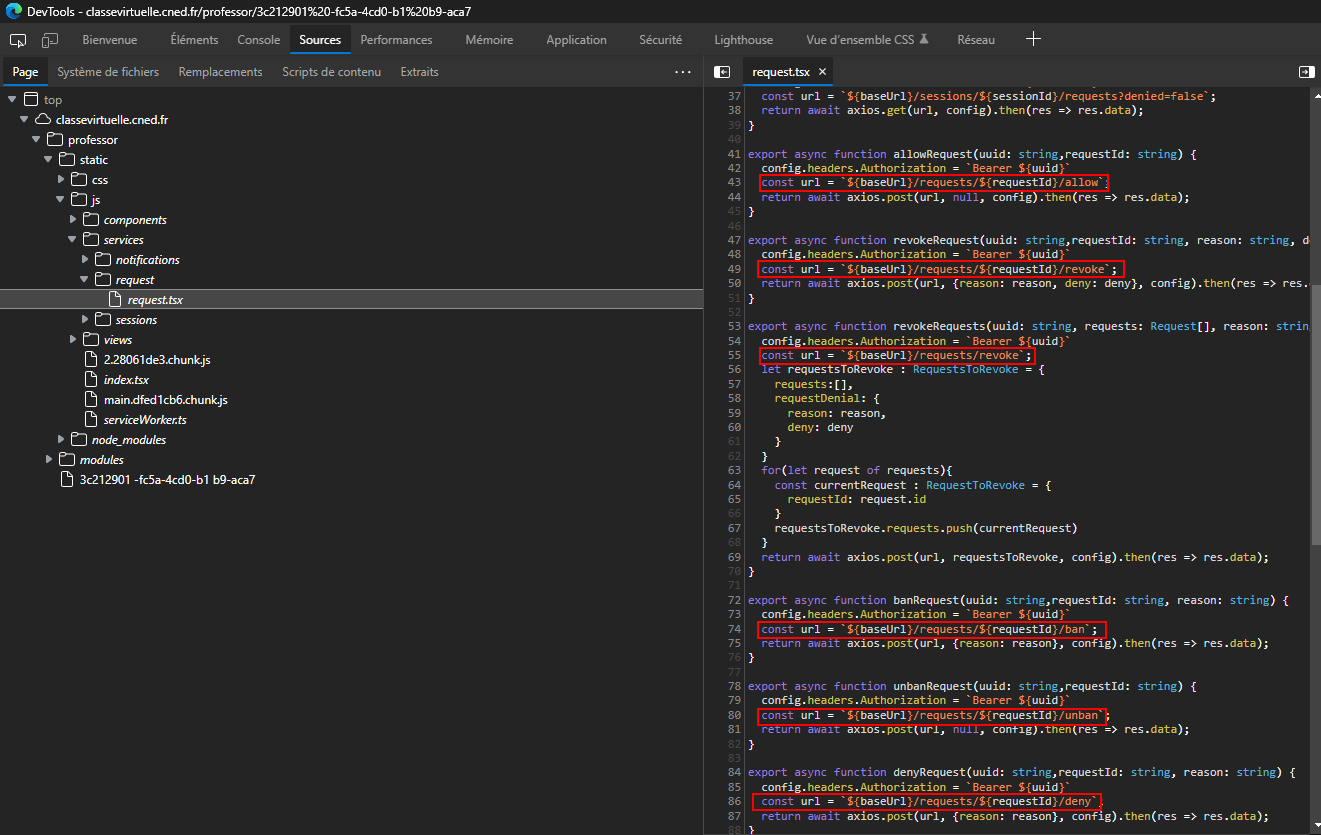 DevTools - classevirtuelle.cned.fr/professor/3c212901%20-fc5a-4cd0-b1%20b9-aca7
Bienvenue Éléments Console Sources Performances Mémoire Application Sécurité Lighthouse Vue d'ensemble CSS Réseau
Page Système de fichiers Remplacements Scripts de contenu Extraits
top
classevirtuelle.cned.fr
professor
static
css
js
components
services
notifications
request
request.tsx
sessions
views
2.28061de3.chunk.js
index.tsx
main.dfed1cb6.chunk.js
serviceWorker.ts
node_modules
modules
3c212901 -fc5a-4cd0-b1 b9-aca7
request.tsx ×
37 const url = `${baseUrl}/sessions/${sessionId}/requests?denied=false`;
38 return await axios.get(url, config).then(res => res.data);
39 }
40
41 export async function allowRequest(uuid: string,requestId: string) {
42 config.headers.Authorization = `Bearer ${uuid}`
43 const url = `${baseUrl}/requests/${requestId}/allow`;
44 return await axios.post(url, null, config).then(res => res.data);
45 }
46
47 export async function revokeRequest(uuid: string,requestId: string, reason: string, d
48 config.headers.Authorization = `Bearer ${uuid}`
49 const url = `${baseUrl}/requests/${requestId}/revoke`;
50 return await axios.post(url, {reason: reason, deny: deny}, config).then(res => res.
51 }
52
53 export async function revokeRequests(uuid: string, requests: Request[], reason: strin
54 config.headers.Authorization = `Bearer ${uuid}`
55 const url = `${baseUrl}/requests/revoke`;
56 let requestsToRevoke : RequestsToRevoke = {
57 requests:[],
58 requestDenial: {
59 reason: reason,
60 deny: deny
61 }
62 }
63 for(let request of requests){
64 const currentRequest : RequestToRevoke = {
65 requestId: request.id
66 }
67 requestsToRevoke.requests.push(currentRequest)
68 }
69 return await axios.post(url, requestsToRevoke, config).then(res => res.data);
70 }
71
72 export async function banRequest(uuid: string,requestId: string, reason: string) {
73 config.headers.Authorization = `Bearer ${uuid}`
74 const url = `${baseUrl}/requests/${requestId}/ban`;
75 return await axios.post(url, {reason: reason}, config).then(res => res.data);
76 }
77
78 export async function unbanRequest(uuid: string,requestId: string) {
79 config.headers.Authorization = `Bearer ${uuid}`
80 const url = `${baseUrl}/requests/${requestId}/unban`;
81 return await axios.post(url, null, config).then(res => res.data);
82 }
83
84 export async function denyRequest(uuid: string,requestId: string, reason: string) {
85 config.headers.Authorization = `Bearer ${uuid}`
86 const url = `${baseUrl}/requests/${requestId}/deny`
87 return await axios.post(url, {reason: reason}, config).then(res => res.data);
88 }